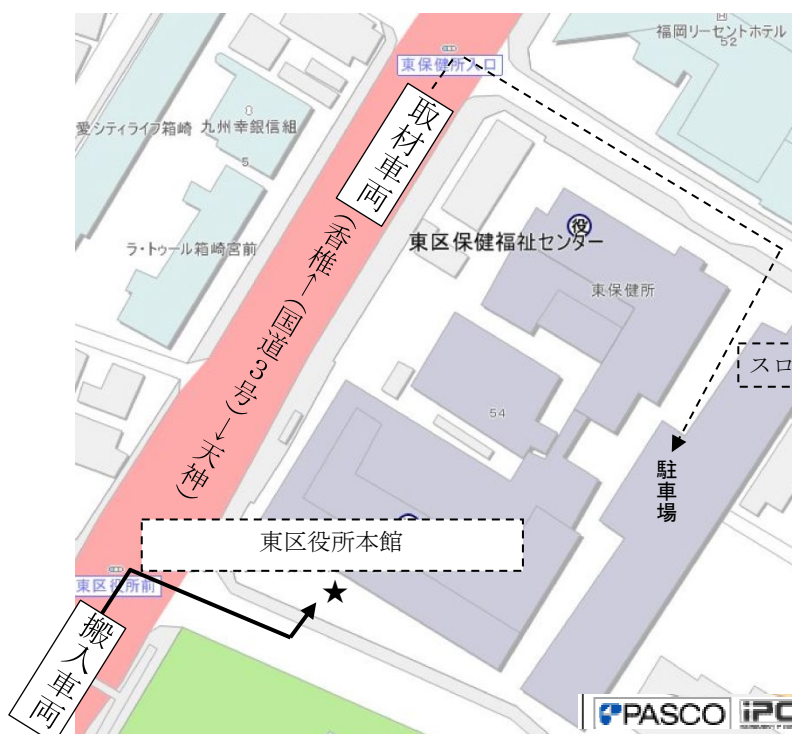 福岡リーセントホテル
52
東保健所入口
愛シティライフ箱崎
九州幸銀信組
5
取材車両
ラ・トゥール箱崎宮前
役
東区保健福祉センター
東保健所
(香椎←(国道3号)→天神)
スロ
54
駐車場
東区役所本館
東区役所前
搬入車両
PASCO
iPC